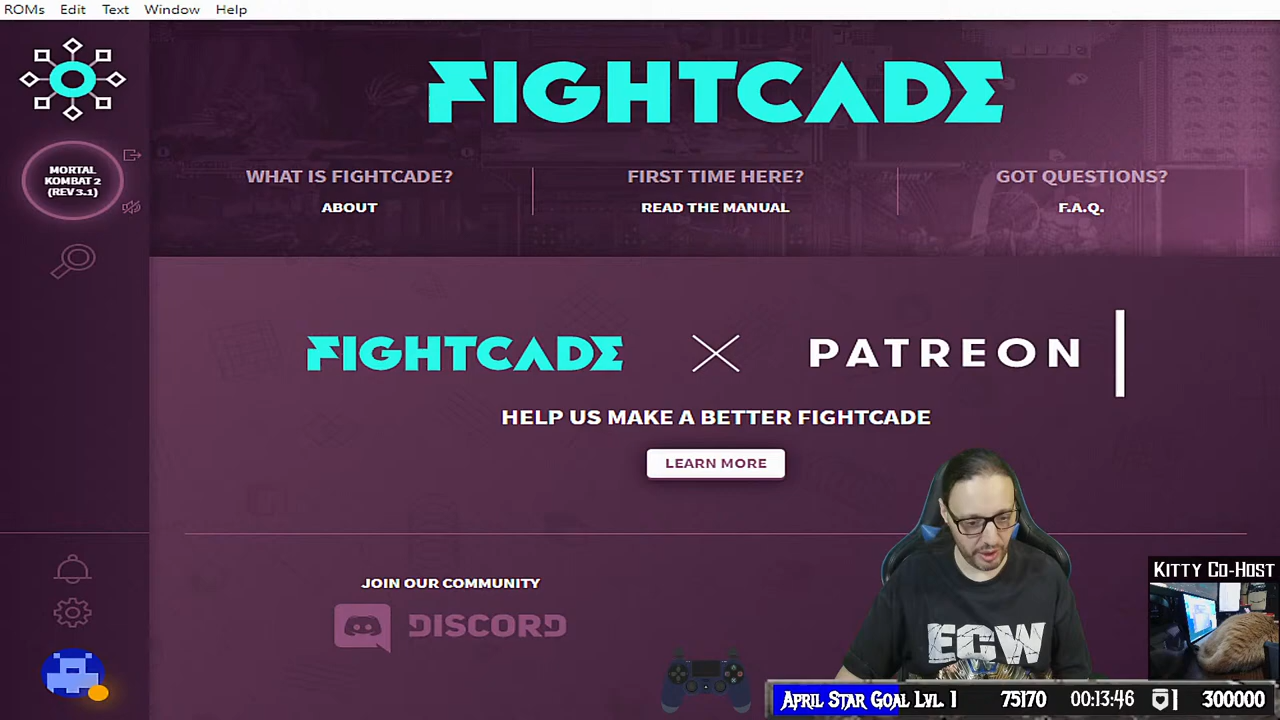 ROMs Edit Text Window Help
FIGHTCADE
MORTAL
KOMBAT 2
(REV 3.1)
WHAT IS FIGHTCADE?
ABOUT
FIRST TIME HERE?
READ THE MANUAL
GOT QUESTIONS?
F.A.Q.
FIGHTCADE X PATREON
HELP US MAKE A BETTER FIGHTCADE
LEARN MORE
JOIN OUR COMMUNITY
DISCORD
ECW
KITTY CO-HOST
APRIL STAR GOAL LVL. 1 75170 00:13:46 1 300000